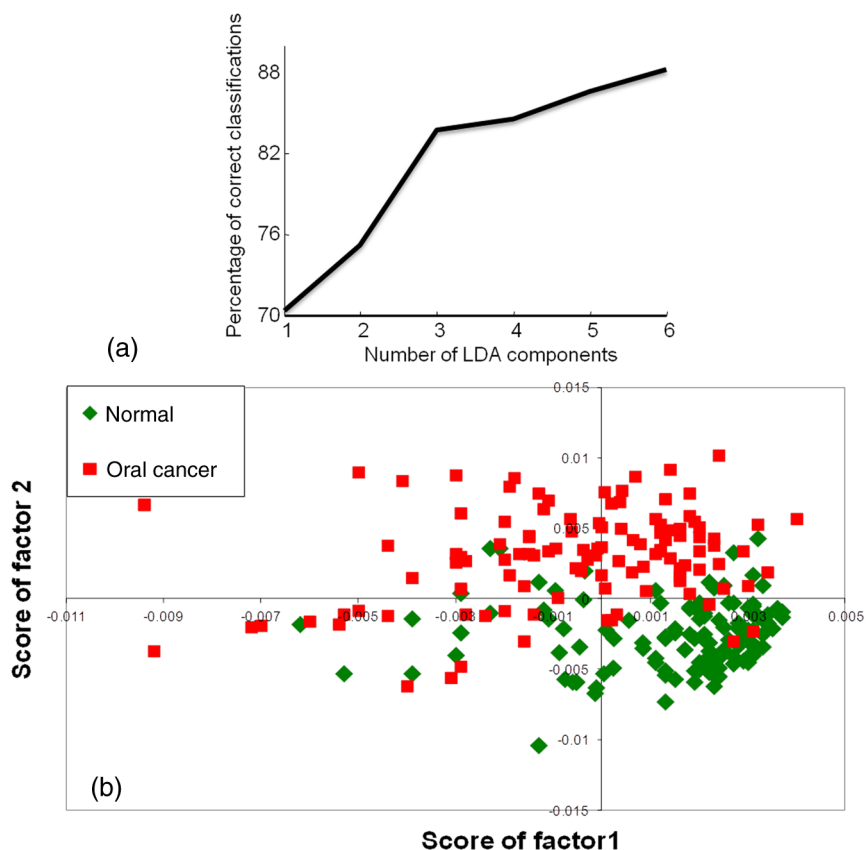 Percentage of correct classifications
88
82
76
70
1 2 3 4 5 6
Number of LDA components
(a)
Normal
Oral cancer
Score of factor 2
0.015
0.01
0.005
0
-0.011 -0.009 -0.007 -0.005 -0.003 -0.001 0.001 0.003 0.005
-0.005
-0.01
-0.015
(b)
Score of factor1